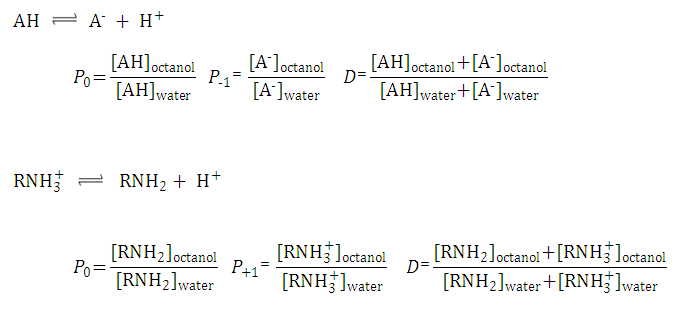 AH ⇌ A⁻ + H⁺
P₀ = [AH]octanol / [AH]water P₋₁ = [A⁻]octanol / [A⁻]water D = [AH]octanol + [A⁻]octanol / [AH]water + [A⁻]water
RNH₃⁺ ⇌ RNH₂ + H⁺
P₀ = [RNH₂]octanol / [RNH₂]water P₊₁ = [RNH₃⁺]octanol / [RNH₃⁺]water D = [RNH₂]octanol + [RNH₃⁺]octanol / [RNH₂]water + [RNH₃⁺]water